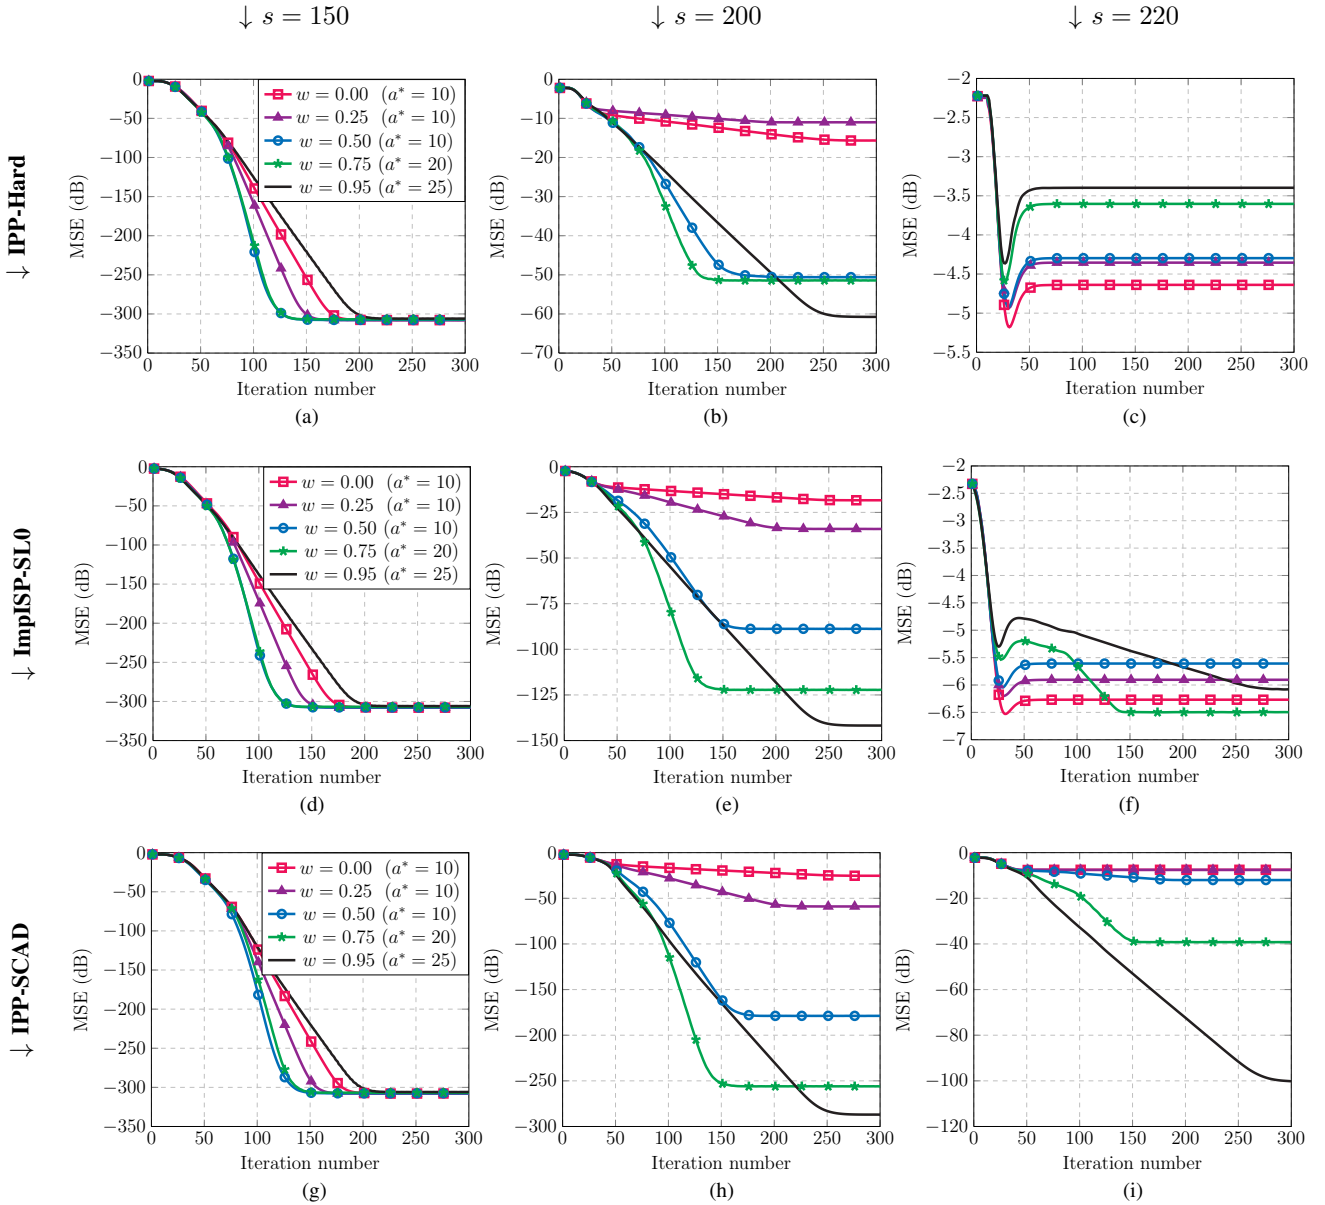 ↓ s = 150
↓ s = 200
↓ s = 220
↓ IPP-Hard
MSE (dB)
0
−50
−100
−150
−200
−250
−300
−350
0 50 100 150 200 250 300
w = 0.00 (a* = 10)
w = 0.25 (a* = 10)
w = 0.50 (a* = 10)
w = 0.75 (a* = 20)
w = 0.95 (a* = 25)
Iteration number
(a)
MSE (dB)
0
−10
−20
−30
−40
−50
−60
−70
0 50 100 150 200 250 300
Iteration number
(b)
MSE (dB)
−2
−2.5
−3
−3.5
−4
−4.5
−5
−5.5
0 50 100 150 200 250 300
Iteration number
(c)
↓ ImpISP-SL0
MSE (dB)
0
−50
−100
−150
−200
−250
−300
−350
0 50 100 150 200 250 300
w = 0.00 (a* = 10)
w = 0.25 (a* = 10)
w = 0.50 (a* = 10)
w = 0.75 (a* = 20)
w = 0.95 (a* = 25)
Iteration number
(d)
MSE (dB)
0
−25
−50
−75
−100
−125
−150
0 50 100 150 200 250 300
Iteration number
(e)
MSE (dB)
−2
−2.5
−3
−3.5
−4
−4.5
−5
−5.5
−6
−6.5
−7
0 50 100 150 200 250 300
Iteration number
(f)
↓ IPP-SCAD
MSE (dB)
0
−50
−100
−150
−200
−250
−300
−350
0 50 100 150 200 250 300
w = 0.00 (a* = 10)
w = 0.25 (a* = 10)
w = 0.50 (a* = 10)
w = 0.75 (a* = 20)
w = 0.95 (a* = 25)
Iteration number
(g)
MSE (dB)
0
−50
−100
−150
−200
−250
−300
0 50 100 150 200 250 300
Iteration number
(h)
MSE (dB)
0
−20
−40
−60
−80
−100
−120
0 50 100 150 200 250 300
Iteration number
(i)